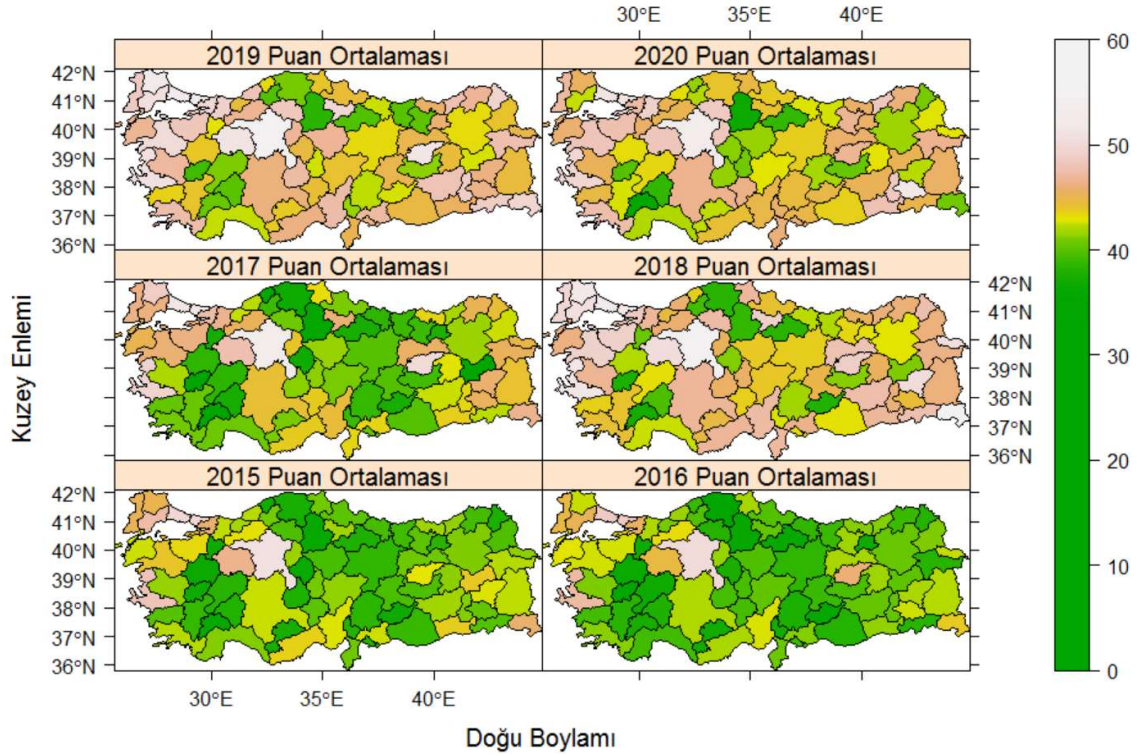 30°E 35°E 40°E
2019 Puan Ortalaması 2020 Puan Ortalaması
42°N
41°N
40°N
39°N
38°N
37°N
36°N
2017 Puan Ortalaması 2018 Puan Ortalaması
42°N
41°N
40°N
39°N
38°N
37°N
36°N
2015 Puan Ortalaması 2016 Puan Ortalaması
42°N
41°N
40°N
39°N
38°N
37°N
36°N
30°E 35°E 40°E
Kuzey Enlemi
Doğu Boylamı
60
50
40
30
20
10
0